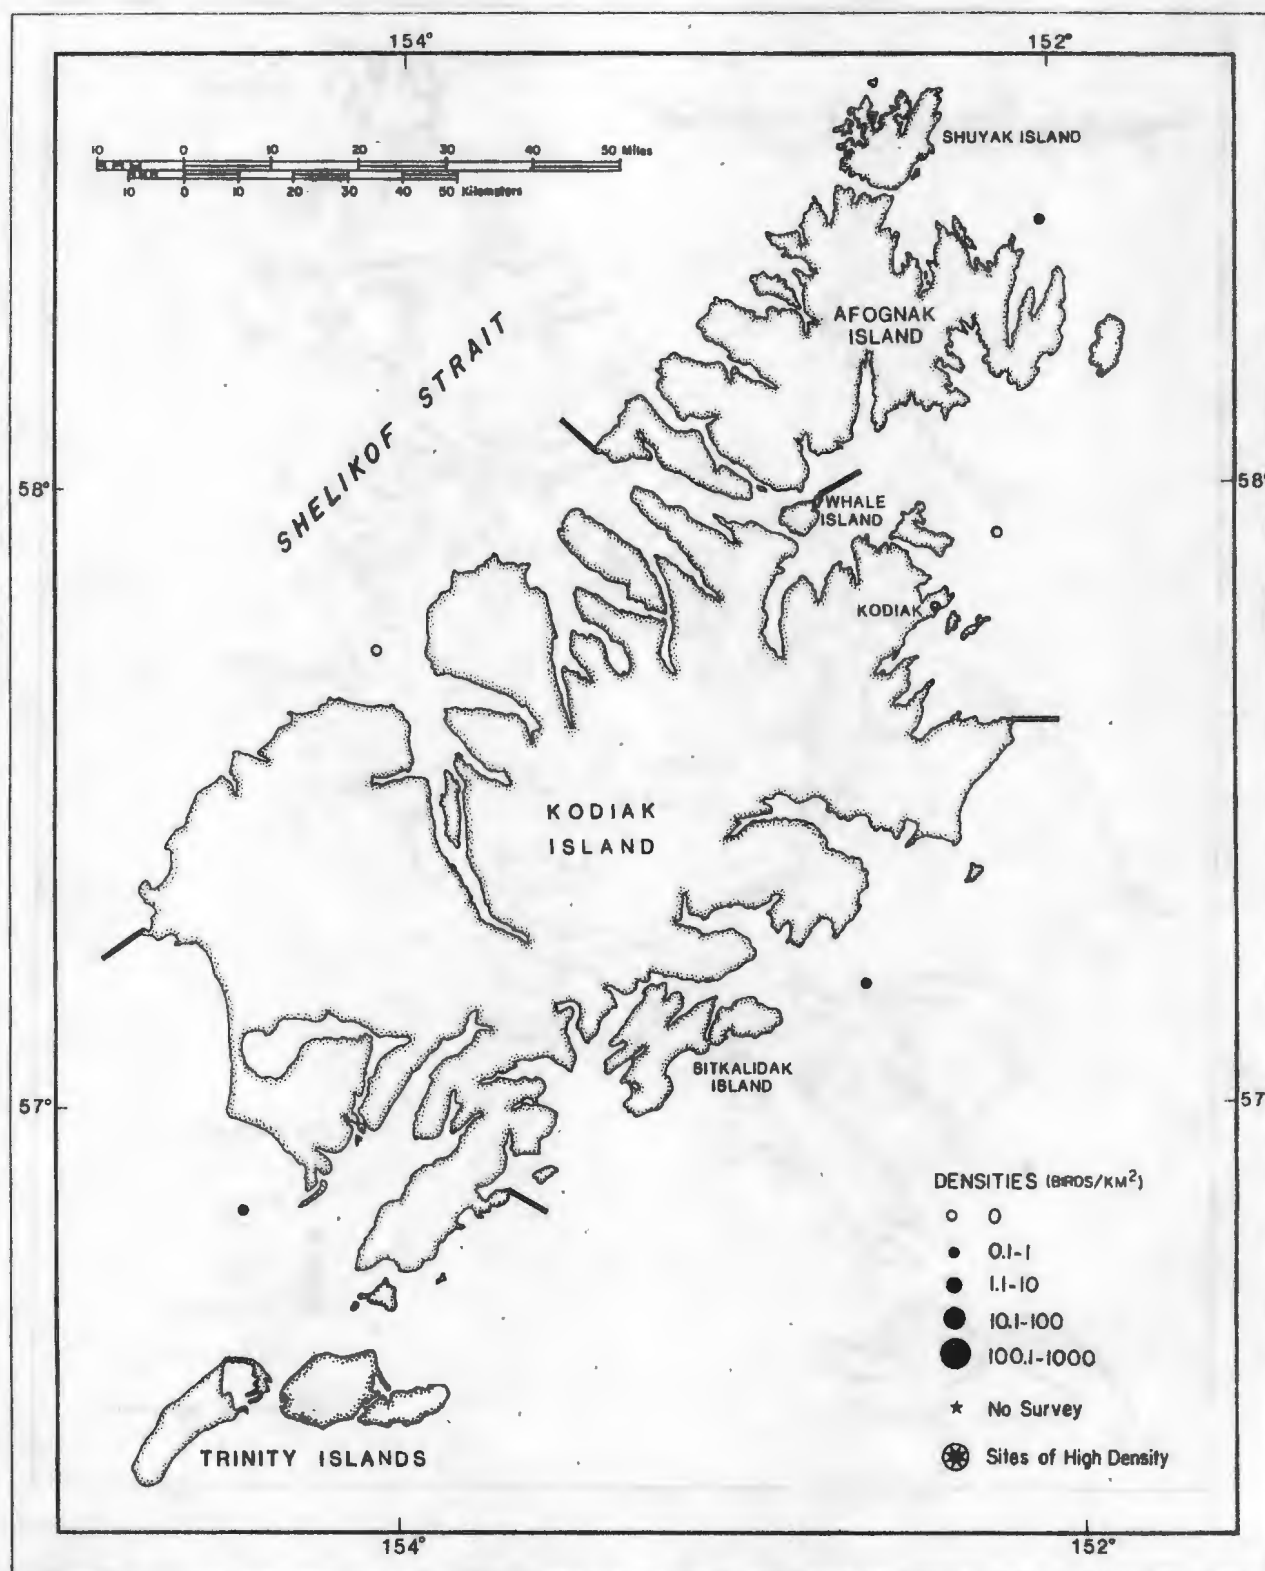 154°
152°
10 0 10 20 30 40 50 Miles
10 0 10 20 30 40 50 Kilometers
SHUYAK ISLAND
AFOGNAK
ISLAND
SHELIKOF STRAIT
58°
58°
WHALE
ISLAND
KODIAK
KODIAK
ISLAND
SITKALIDAK
ISLAND
57°
57°
DENSITIES (BIRDS/KM²)
0
0.1-1
1.1-10
10.1-100
100.1-1000
No Survey
Sites of High Density
TRINITY ISLANDS
154°
152°